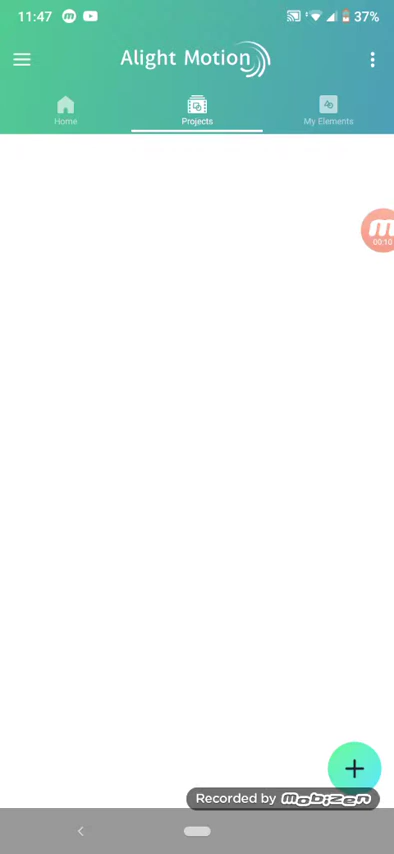 11:47
37%
Alight Motion
Home
Projects
My Elements
00:10
Recorded by mobizen